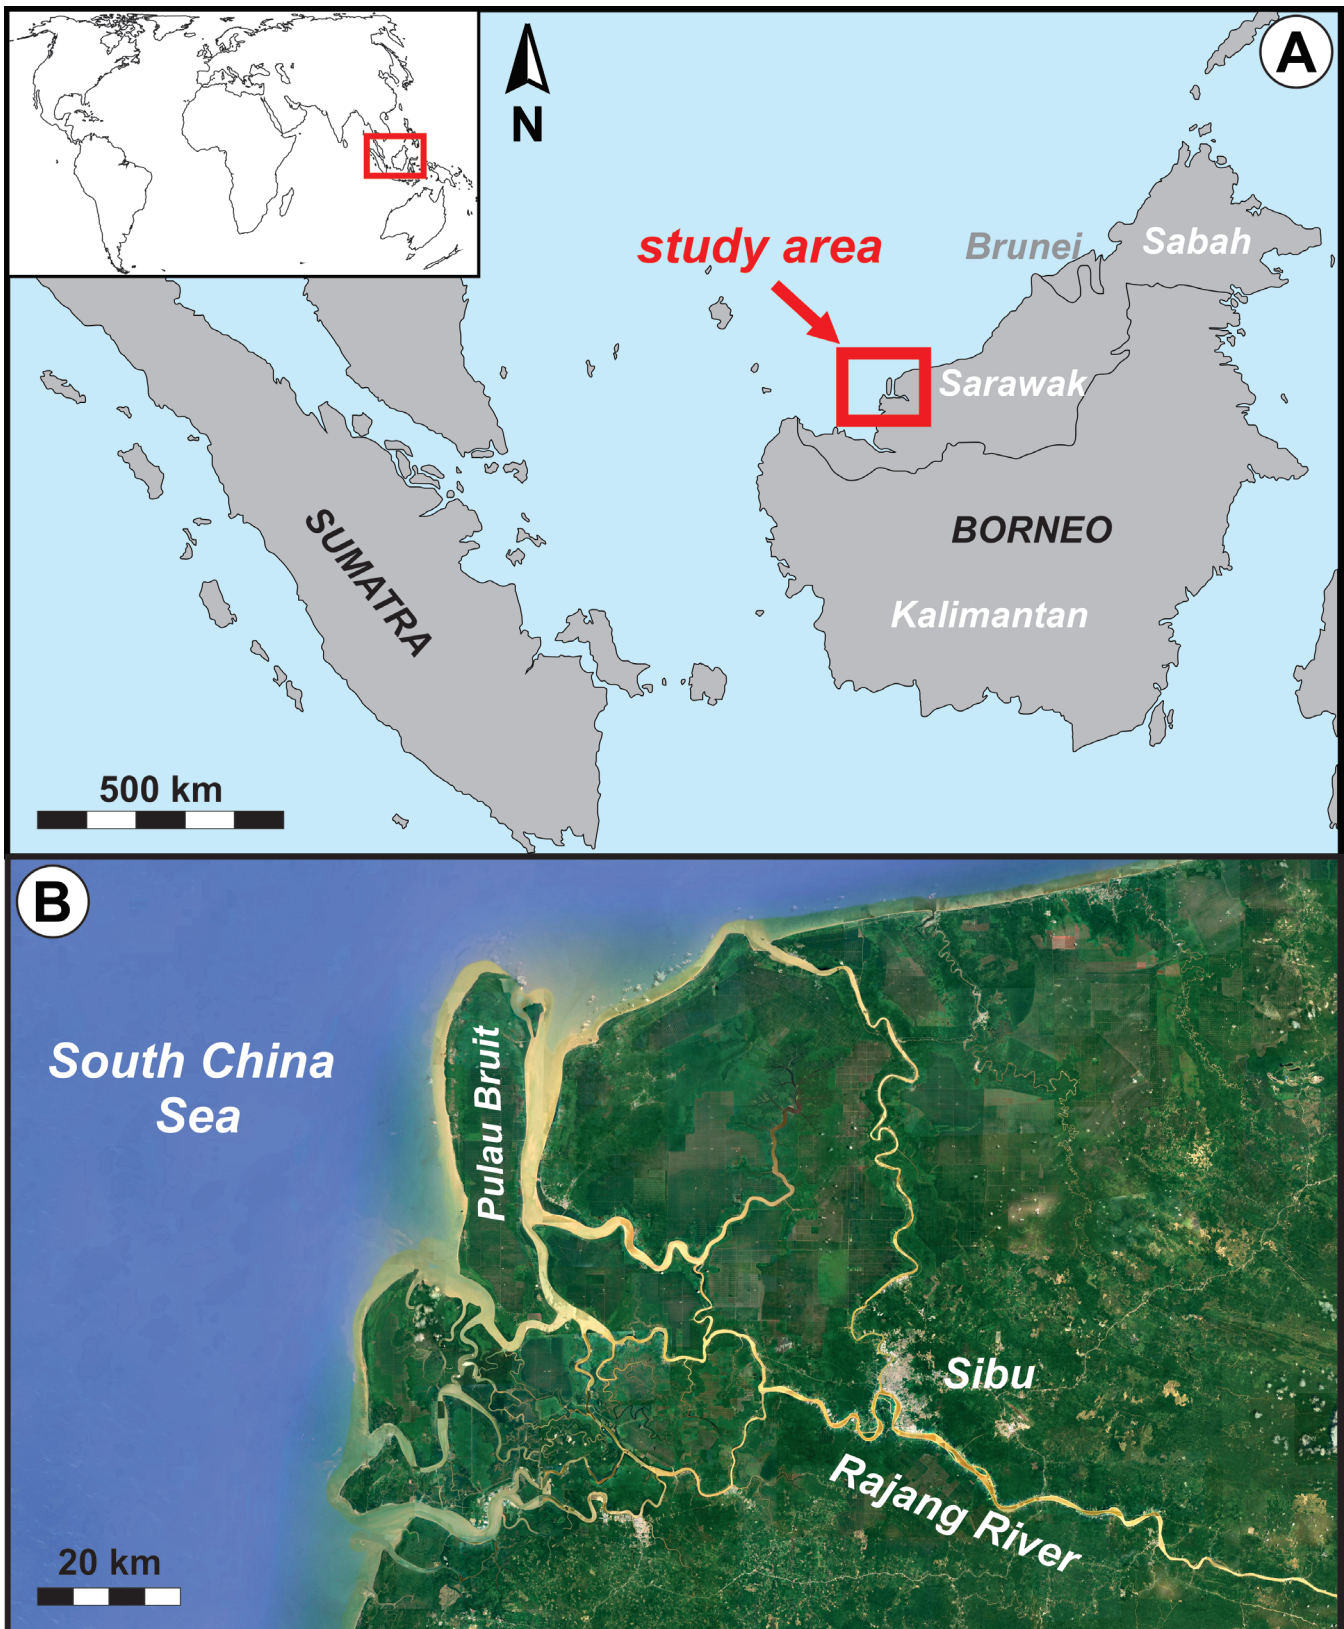 A
N
study area
Brunei
Sabah
Sarawak
BORNEO
Kalimantan
SUMATRA
500 km
B
South China
Sea
Pulau Bruit
Sibu
Rajang River
20 km